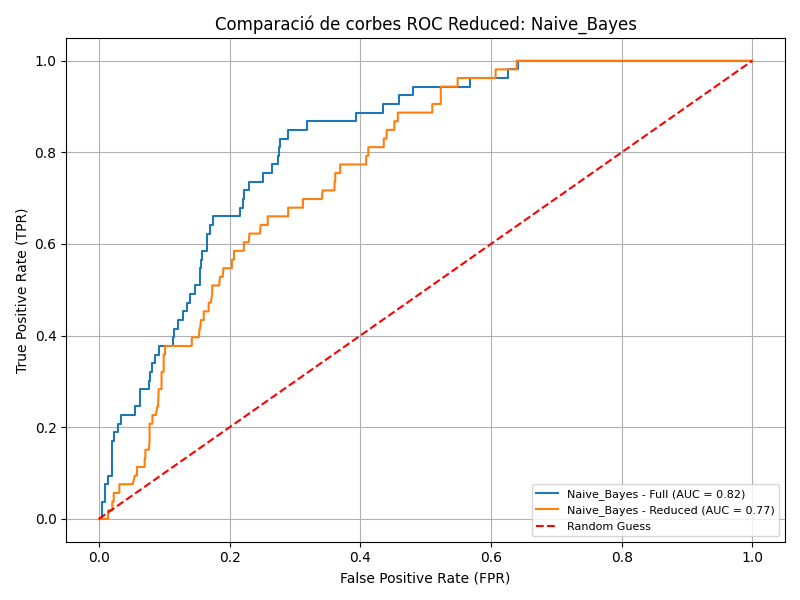 Comparació de corbes ROC Reduced: Naive_Bayes
True Positive Rate (TPR)
1.0
0.8
0.6
0.4
0.2
0.0
0.0 0.2 0.4 0.6 0.8 1.0
False Positive Rate (FPR)
Naive_Bayes - Full (AUC = 0.82)
Naive_Bayes - Reduced (AUC = 0.77)
Random Guess